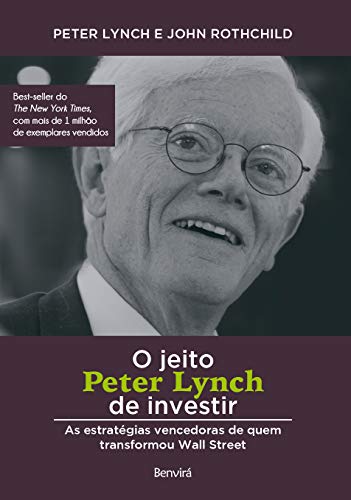 PETER LYNCH E JOHN ROTHCHILD
Best-seller do
The New York Times,
com mais de 1 milhão
de exemplares vendidos
O jeito
Peter Lynch
de investir
As estratégias vencedoras de quem
transformou Wall Street
Benvirá